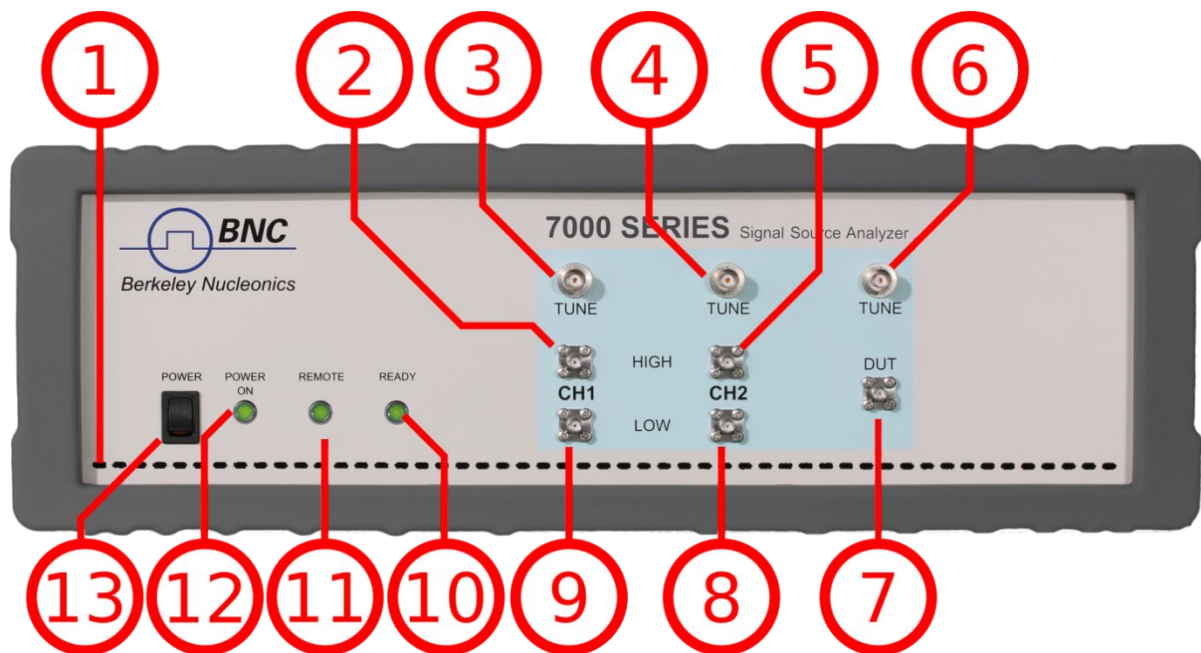 1 2 3 4 5 6
BNC
Berkeley Nucleonics
7000 SERIES Signal Source Analyzer
TUNE TUNE TUNE
HIGH
DUT
POWER POWER ON REMOTE READY
CH1 CH2
LOW
13 12 11 10 9 8 7